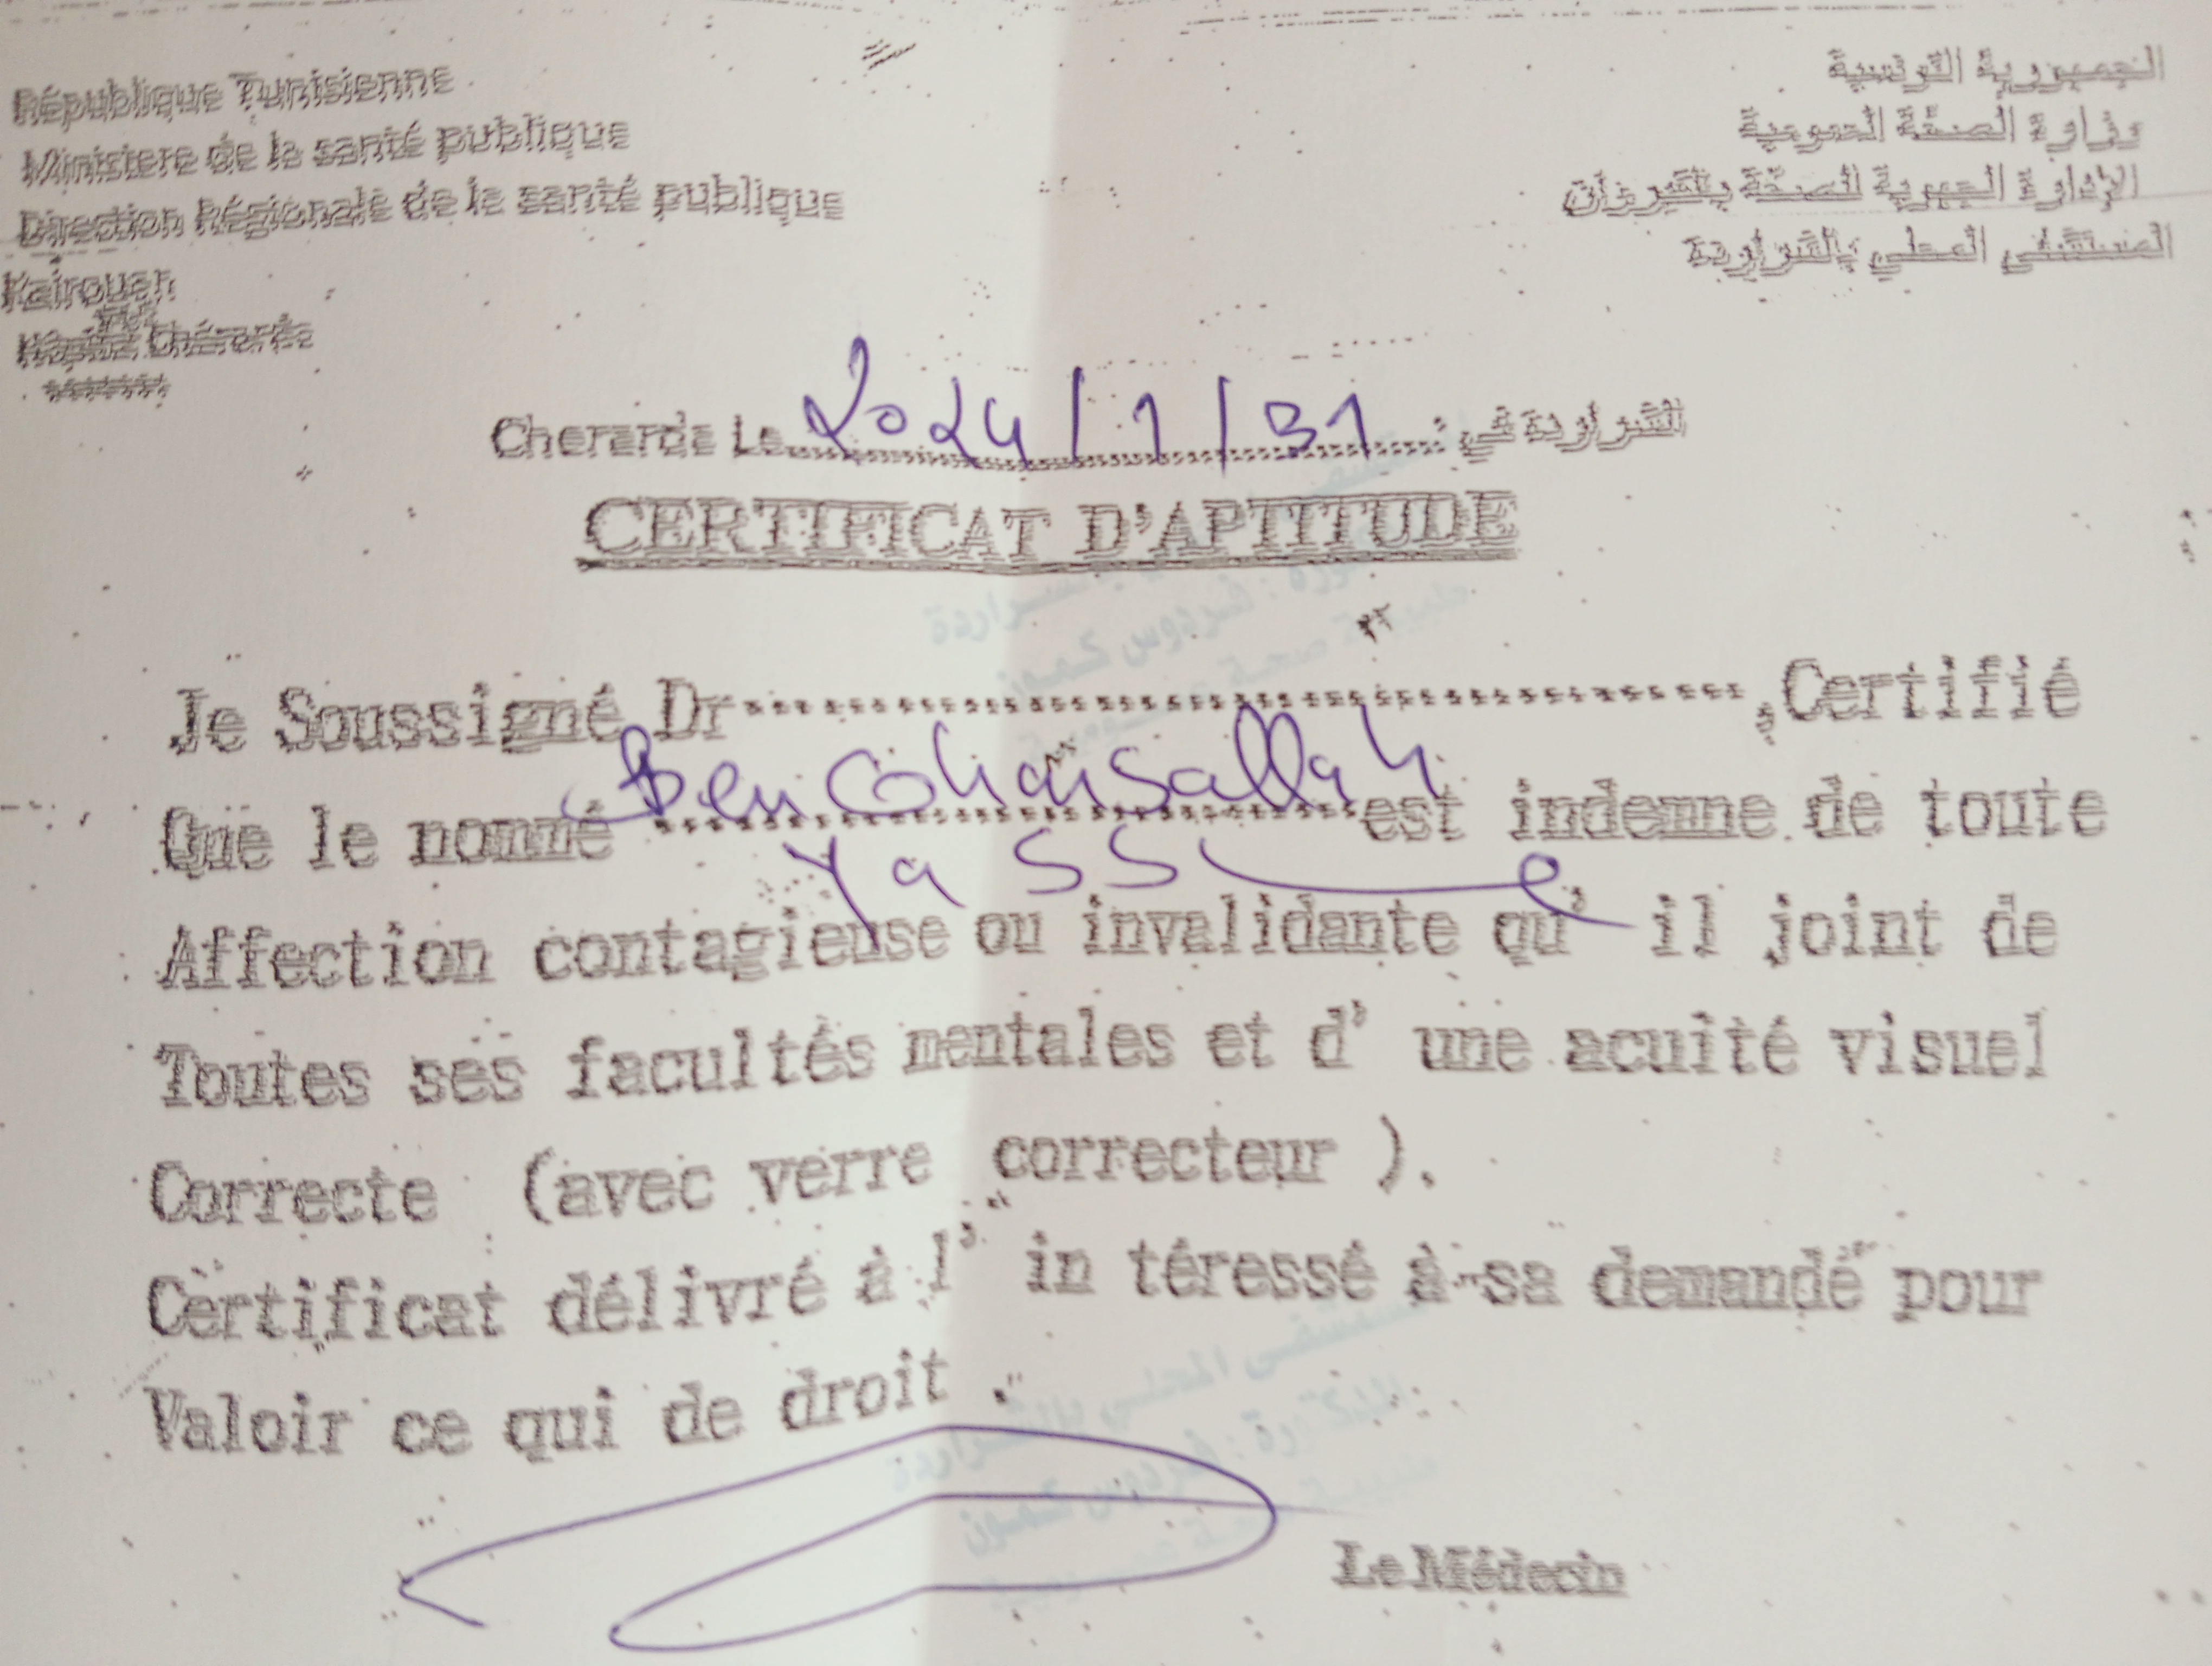 République Tunisienne
Ministere de la santé publique
Direction Régionale de la santé publique
Kairouan
Hôpital Chérarda
*******
الجمهورية التونسية
وزارة الصحة العمومية
الإدارة الجهوية للصحة بالقيروان
المستشفى المحلي بالشراردة
Cherarda Le 2024/1/31 الشراردة في :
CERTIFICAT D'APTITUDE
Je Soussigné Dr ,Certifié
Que le nommé Ben est indemne de toute
Affection contagieuse ou invalidante qu' il joint de
Toutes ses facultés mentales et d' une acuité visuel
Correcte (avec verre correcteur ).
Certificat délivré à l' in téressé à sa demande pour
Valoir ce qui de droit .
Le Médecin